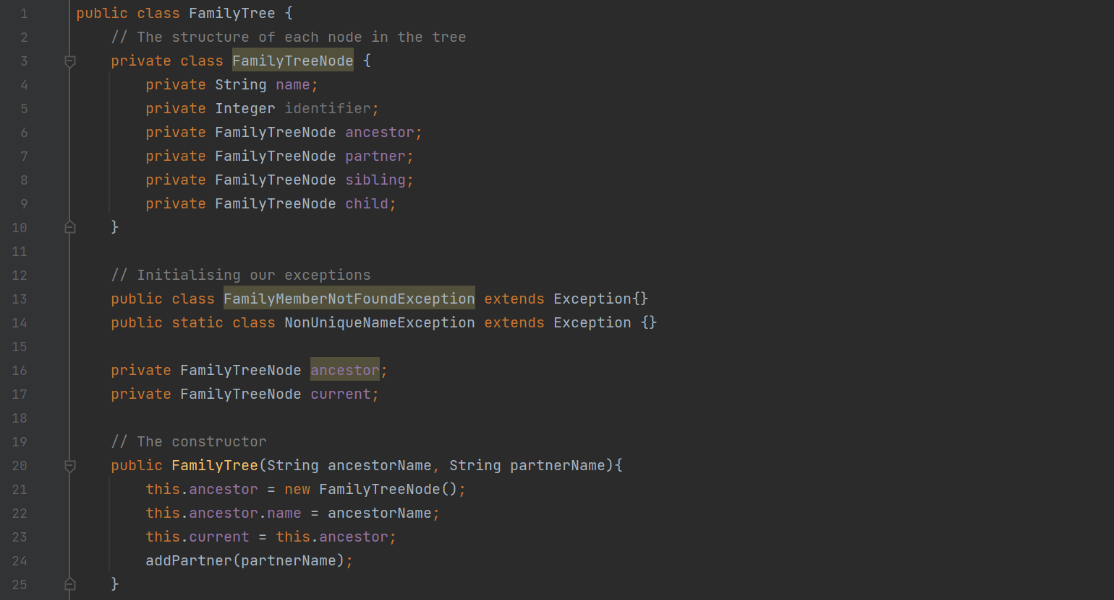 1 public class FamilyTree {
2 // The structure of each node in the tree
3 private class FamilyTreeNode {
4 private String name;
5 private Integer identifier;
6 private FamilyTreeNode ancestor;
7 private FamilyTreeNode partner;
8 private FamilyTreeNode sibling;
9 private FamilyTreeNode child;
10 }
11
12 // Initialising our exceptions
13 public class FamilyMemberNotFoundException extends Exception{}
14 public static class NonUniqueNameException extends Exception {}
15
16 private FamilyTreeNode ancestor;
17 private FamilyTreeNode current;
18
19 // The constructor
20 public FamilyTree(String ancestorName, String partnerName){
21 this.ancestor = new FamilyTreeNode();
22 this.ancestor.name = ancestorName;
23 this.current = this.ancestor;
24 addPartner(partnerName);
25 }